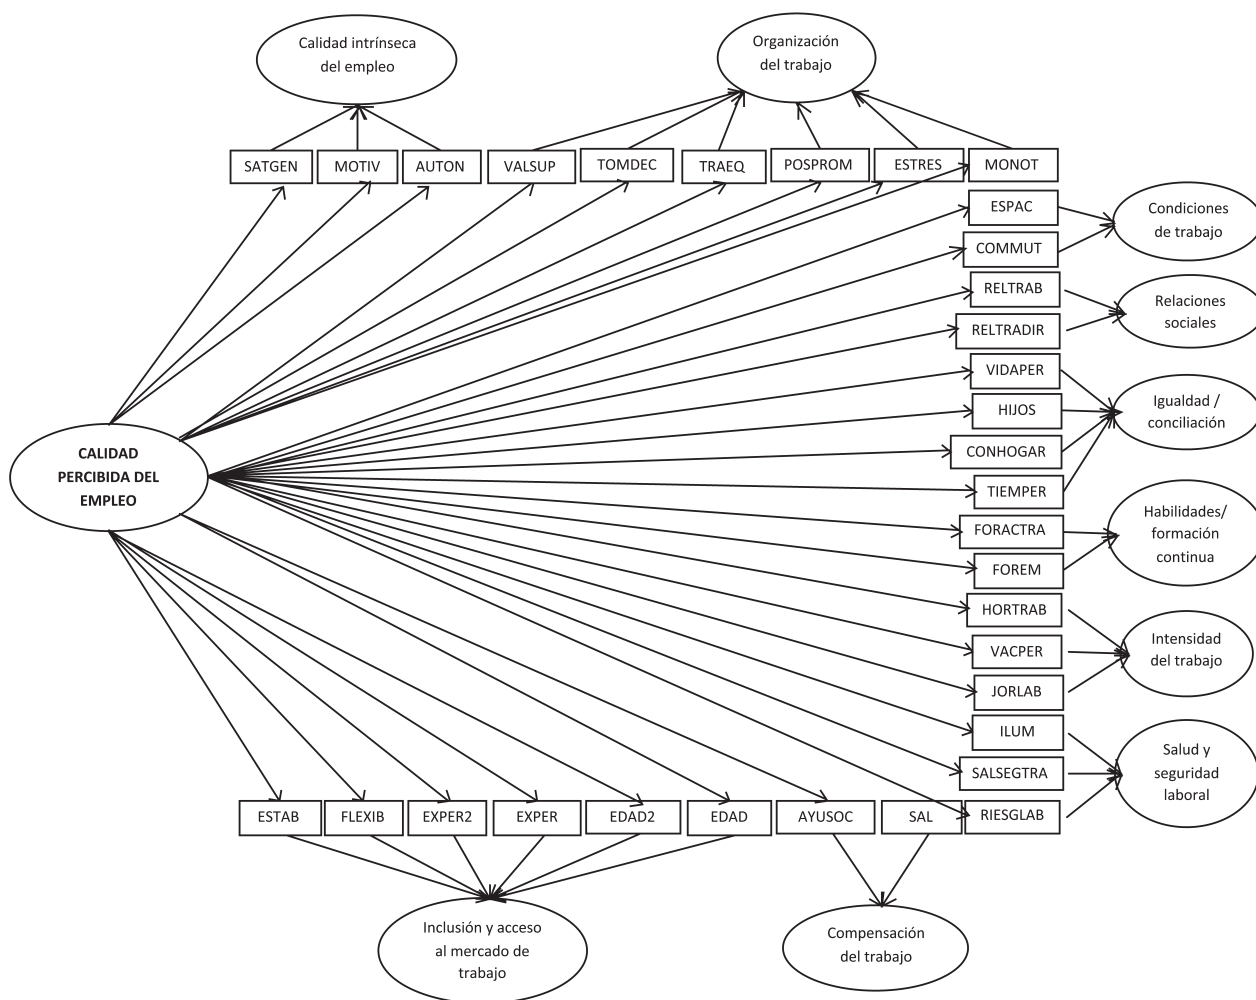 Calidad intrínseca
del empleo
Organización
del trabajo
SATGEN
MOTIV
AUTON
VALSUP
TOMDEC
TRAEQ
POSPROM
ESTRES
MONOT
ESPAC
COMMUT
Condiciones
de trabajo
RELTRAB
RELTRADIR
Relaciones
sociales
VIDAPER
HIJOS
CONHOGAR
TIEMPER
Igualdad /
conciliación
CALIDAD
PERCIBIDA DEL
EMPLEO
FORACTRA
FOREM
Habilidades/
formación
continua
HORTRAB
VACPER
JORLAB
Intensidad
del trabajo
ILUM
SALSEGTRA
RIESGLAB
Salud y
seguridad
laboral
ESTAB
FLEXIB
EXPER2
EXPER
EDAD2
EDAD
AYUSOC
SAL
Inclusión y acceso
al mercado de
trabajo
Compensación
del trabajo